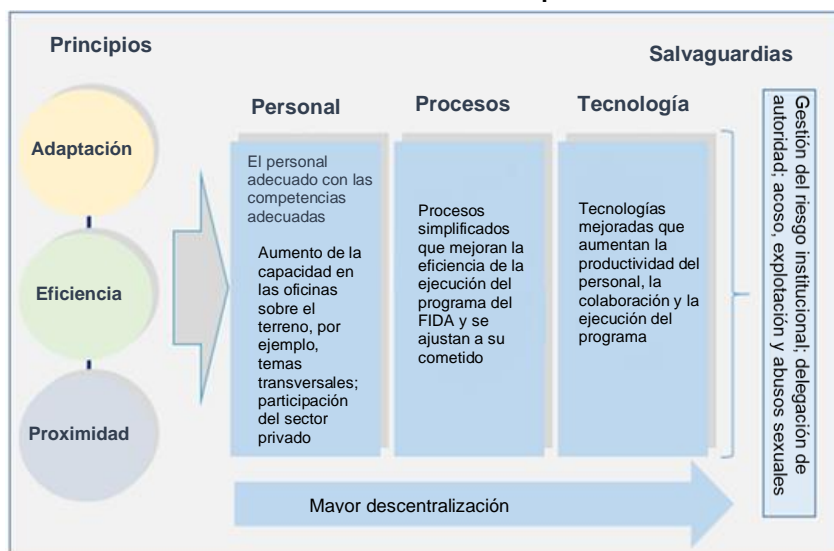 Principios
Salvaguardias
Adaptación
Eficiencia
Proximidad
Personal
El personal
adecuado con las
competencias
adecuadas
Aumento de la
capacidad en
las oficinas
sobre el
terreno, por
ejemplo,
temas
transversales;
participación
del sector
privado
Procesos
Procesos
simplificados
que mejoran la
eficiencia de la
ejecución del
programa del
FIDA y se
ajustan a su
cometido
Tecnología
Tecnologías
mejoradas que
aumentan la
productividad del
personal, la
colaboración y la
ejecución del
programa
Gestión del riesgo institucional; delegación de
autoridad; acoso, explotación y abusos sexuales
Mayor descentralización